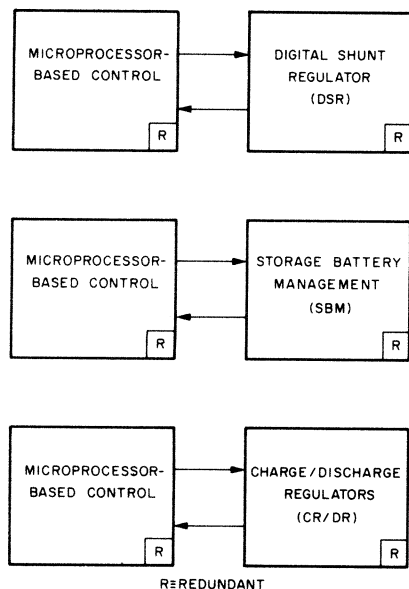 MICROPROCESSOR-
BASED CONTROL
R
DIGITAL SHUNT
REGULATOR
(DSR)
R
MICROPROCESSOR-
BASED CONTROL
R
STORAGE BATTERY
MANAGEMENT
(SBM)
R
MICROPROCESSOR-
BASED CONTROL
R
CHARGE/DISCHARGE
REGULATORS
(CR/DR)
R
R≡REDUNDANT